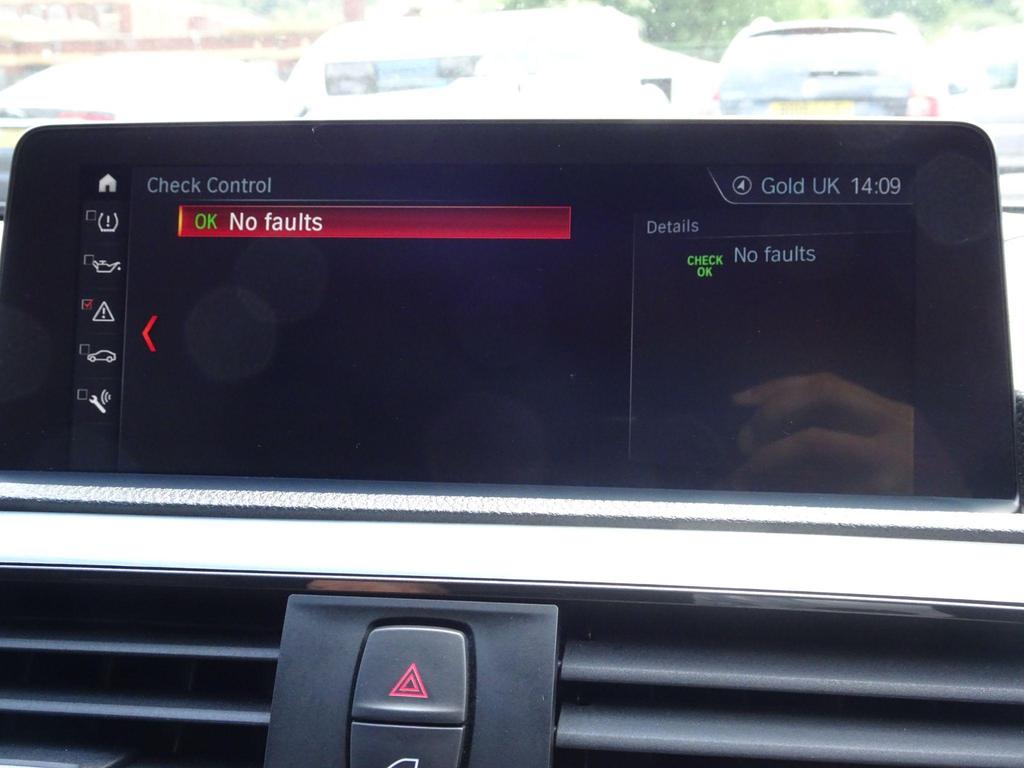 Check Control
Gold UK 14:09
OK No faults
Details
CHECK OK No faults